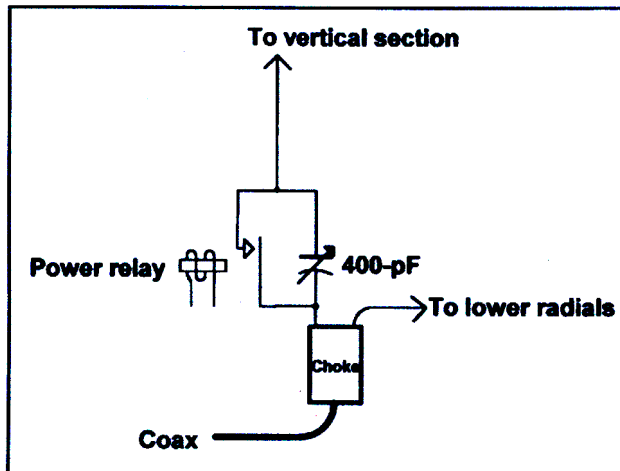 To vertical section
Power relay
400-pF
To lower radials
Choke
Coax